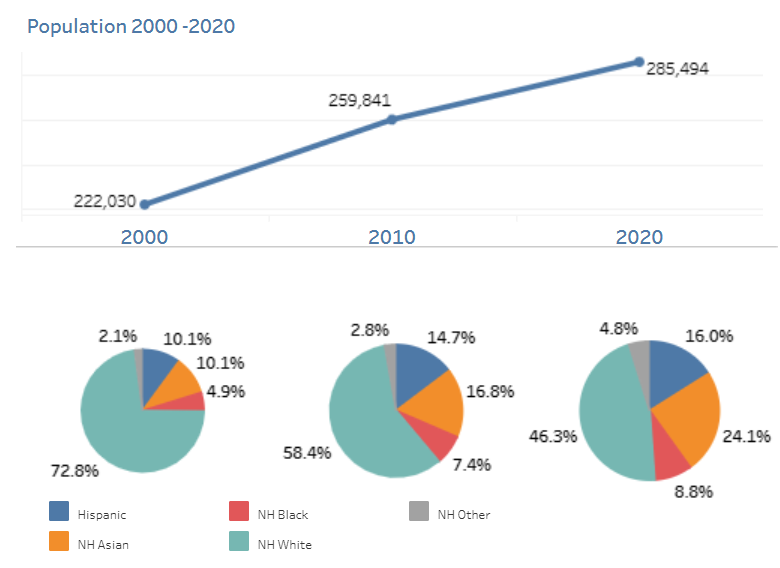 Population 2000 -2020
285,494
259,841
222,030
2000 2010 2020
2.1% 10.1% 2.8% 14.7% 4.8% 16.0%
10.1% 16.8%
4.9%
58.4% 46.3% 24.1%
72.8% 7.4%
8.8%
Hispanic NH Black NH Other
NH Asian NH White